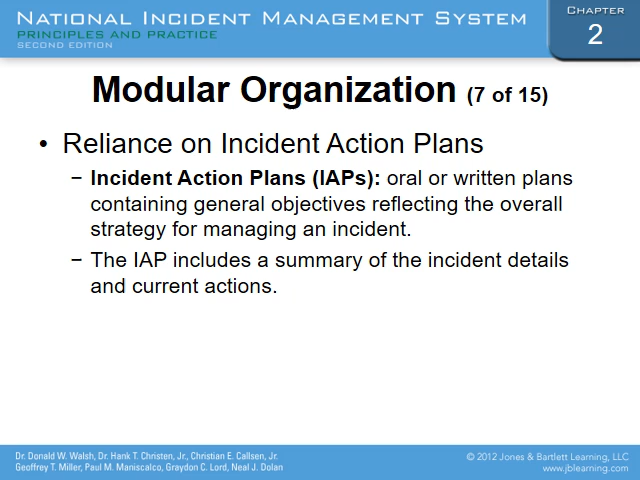 NATIONAL INCIDENT MANAGEMENT SYSTEM
PRINCIPLES AND PRACTICE
SECOND EDITION
CHAPTER
2
Modular Organization (7 of 15)
• Reliance on Incident Action Plans
– Incident Action Plans (IAPs): oral or written plans
containing general objectives reflecting the overall
strategy for managing an incident.
– The IAP includes a summary of the incident details
and current actions.
Dr. Donald W. Walsh, Dr. Hank T. Christen, Jr., Christian E. Callsen, Jr.
Geoffrey T. Miller, Paul M. Maniscalco, Graydon C. Lord, Neal J. Dolan
© 2012 Jones & Bartlett Learning, LLC
www.jblearning.com